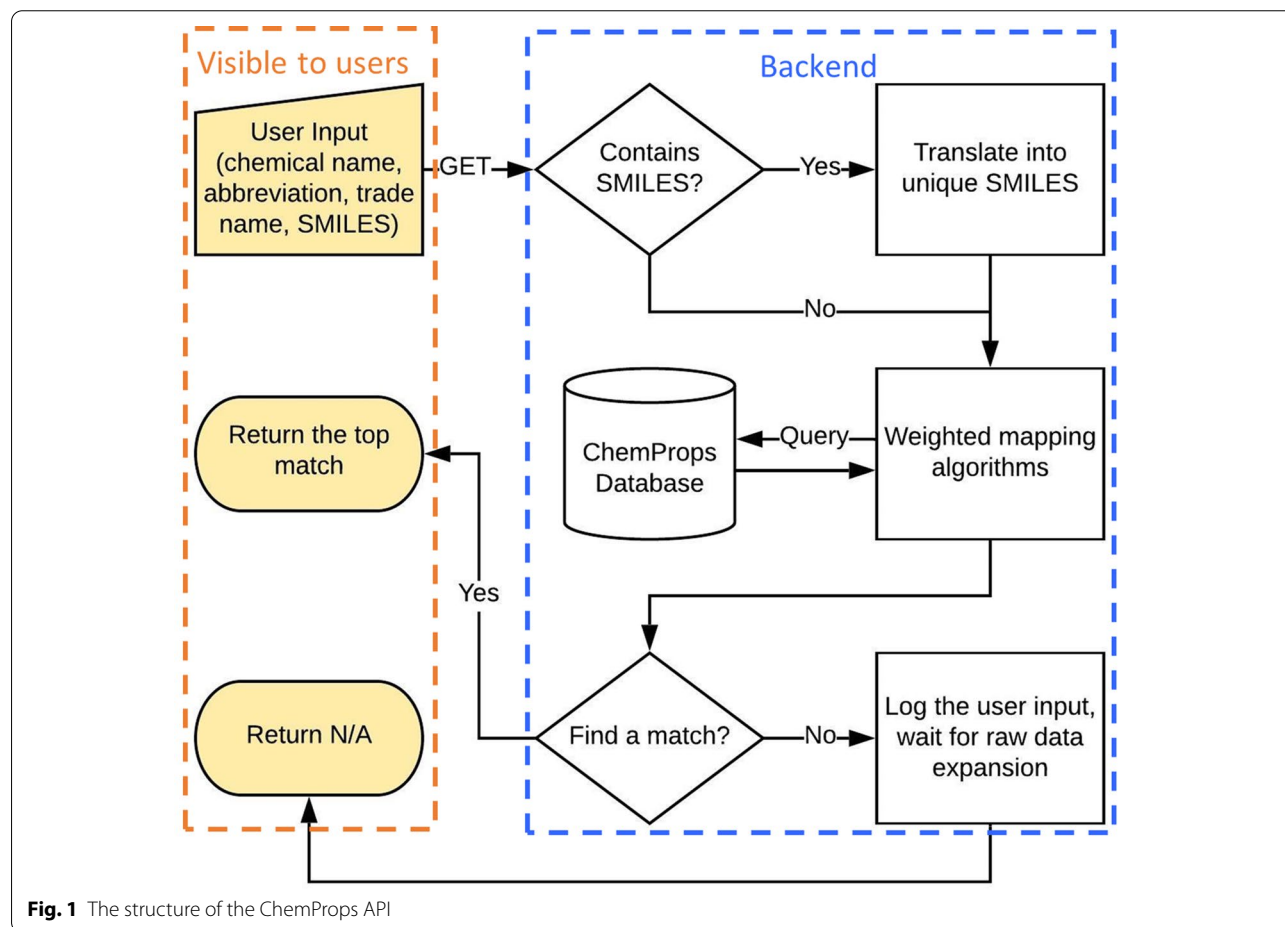 Visible to users
Backend
User Input
(chemical name,
abbreviation, trade
name, SMILES)
GET
Contains
SMILES?
Yes
Translate into
unique SMILES
No
Return the top
match
ChemProps
Database
Query
Weighted mapping
algorithms
Yes
Return N/A
Find a match?
No
Log the user input,
wait for raw data
expansion
Fig. 1 The structure of the ChemProps API